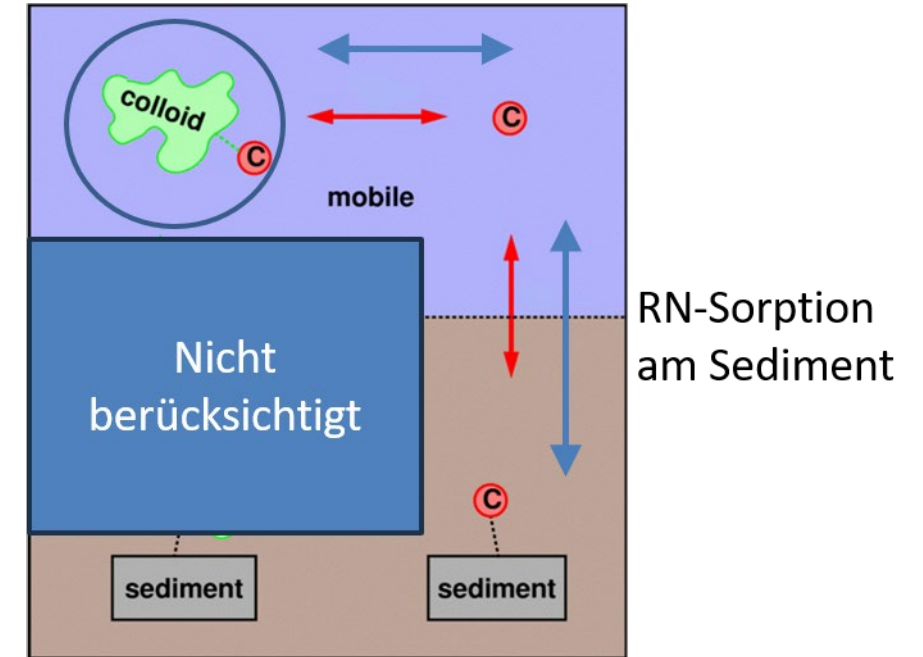 colloid
C
C
mobile
RN-Sorption
am Sediment
Nicht
berücksichtigt
C
sediment
sediment